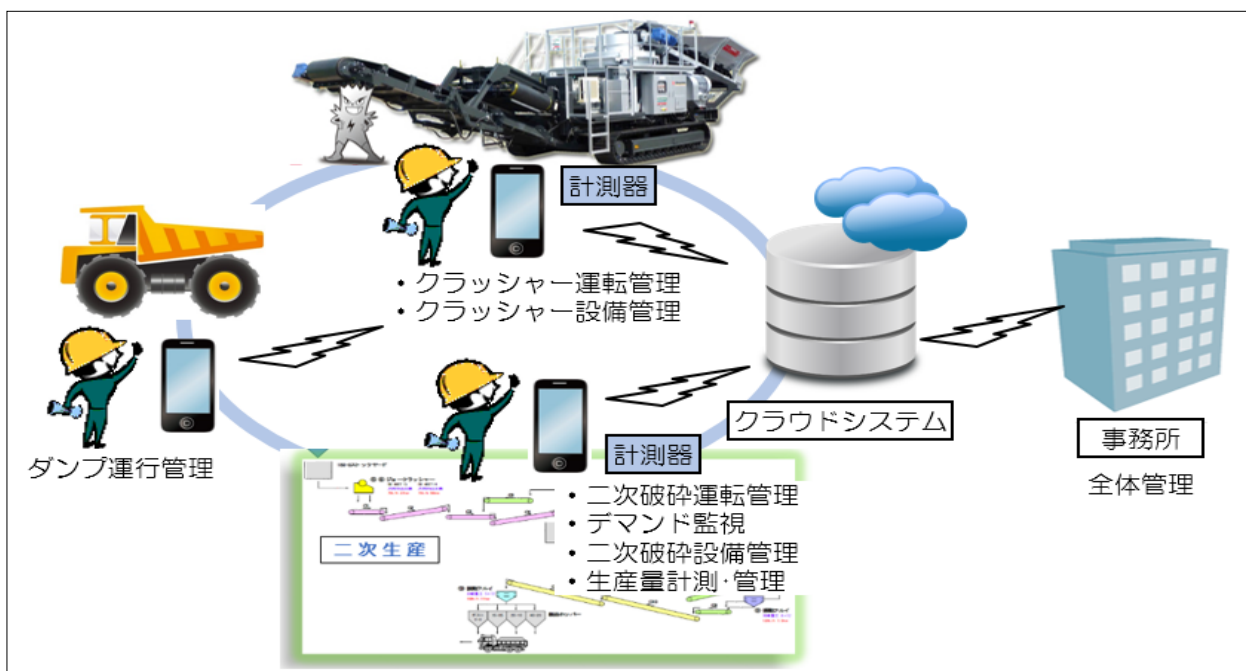 計測器
・クラッシャー運転管理
・クラッシャー設備管理
ダンプ運行管理
クラウドシステム
事務所
全体管理
計測器
・二次破砕運転管理
・デマンド監視
・二次破砕設備管理
・生産量計測・管理
二次生産